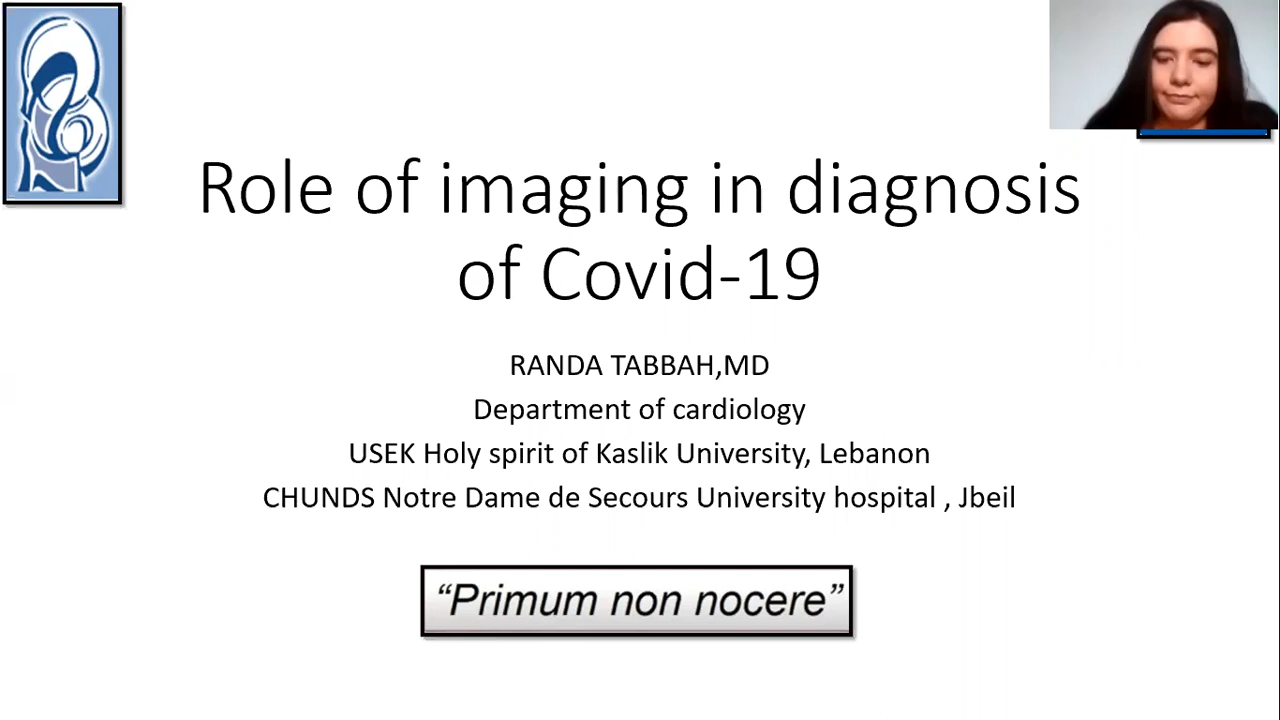 Role of imaging in diagnosis
of Covid-19
RANDA TABBAH,MD
Department of cardiology
USEK Holy spirit of Kaslik University, Lebanon
CHUNDS Notre Dame de Secours University hospital , Jbeil
“Primum non nocere”